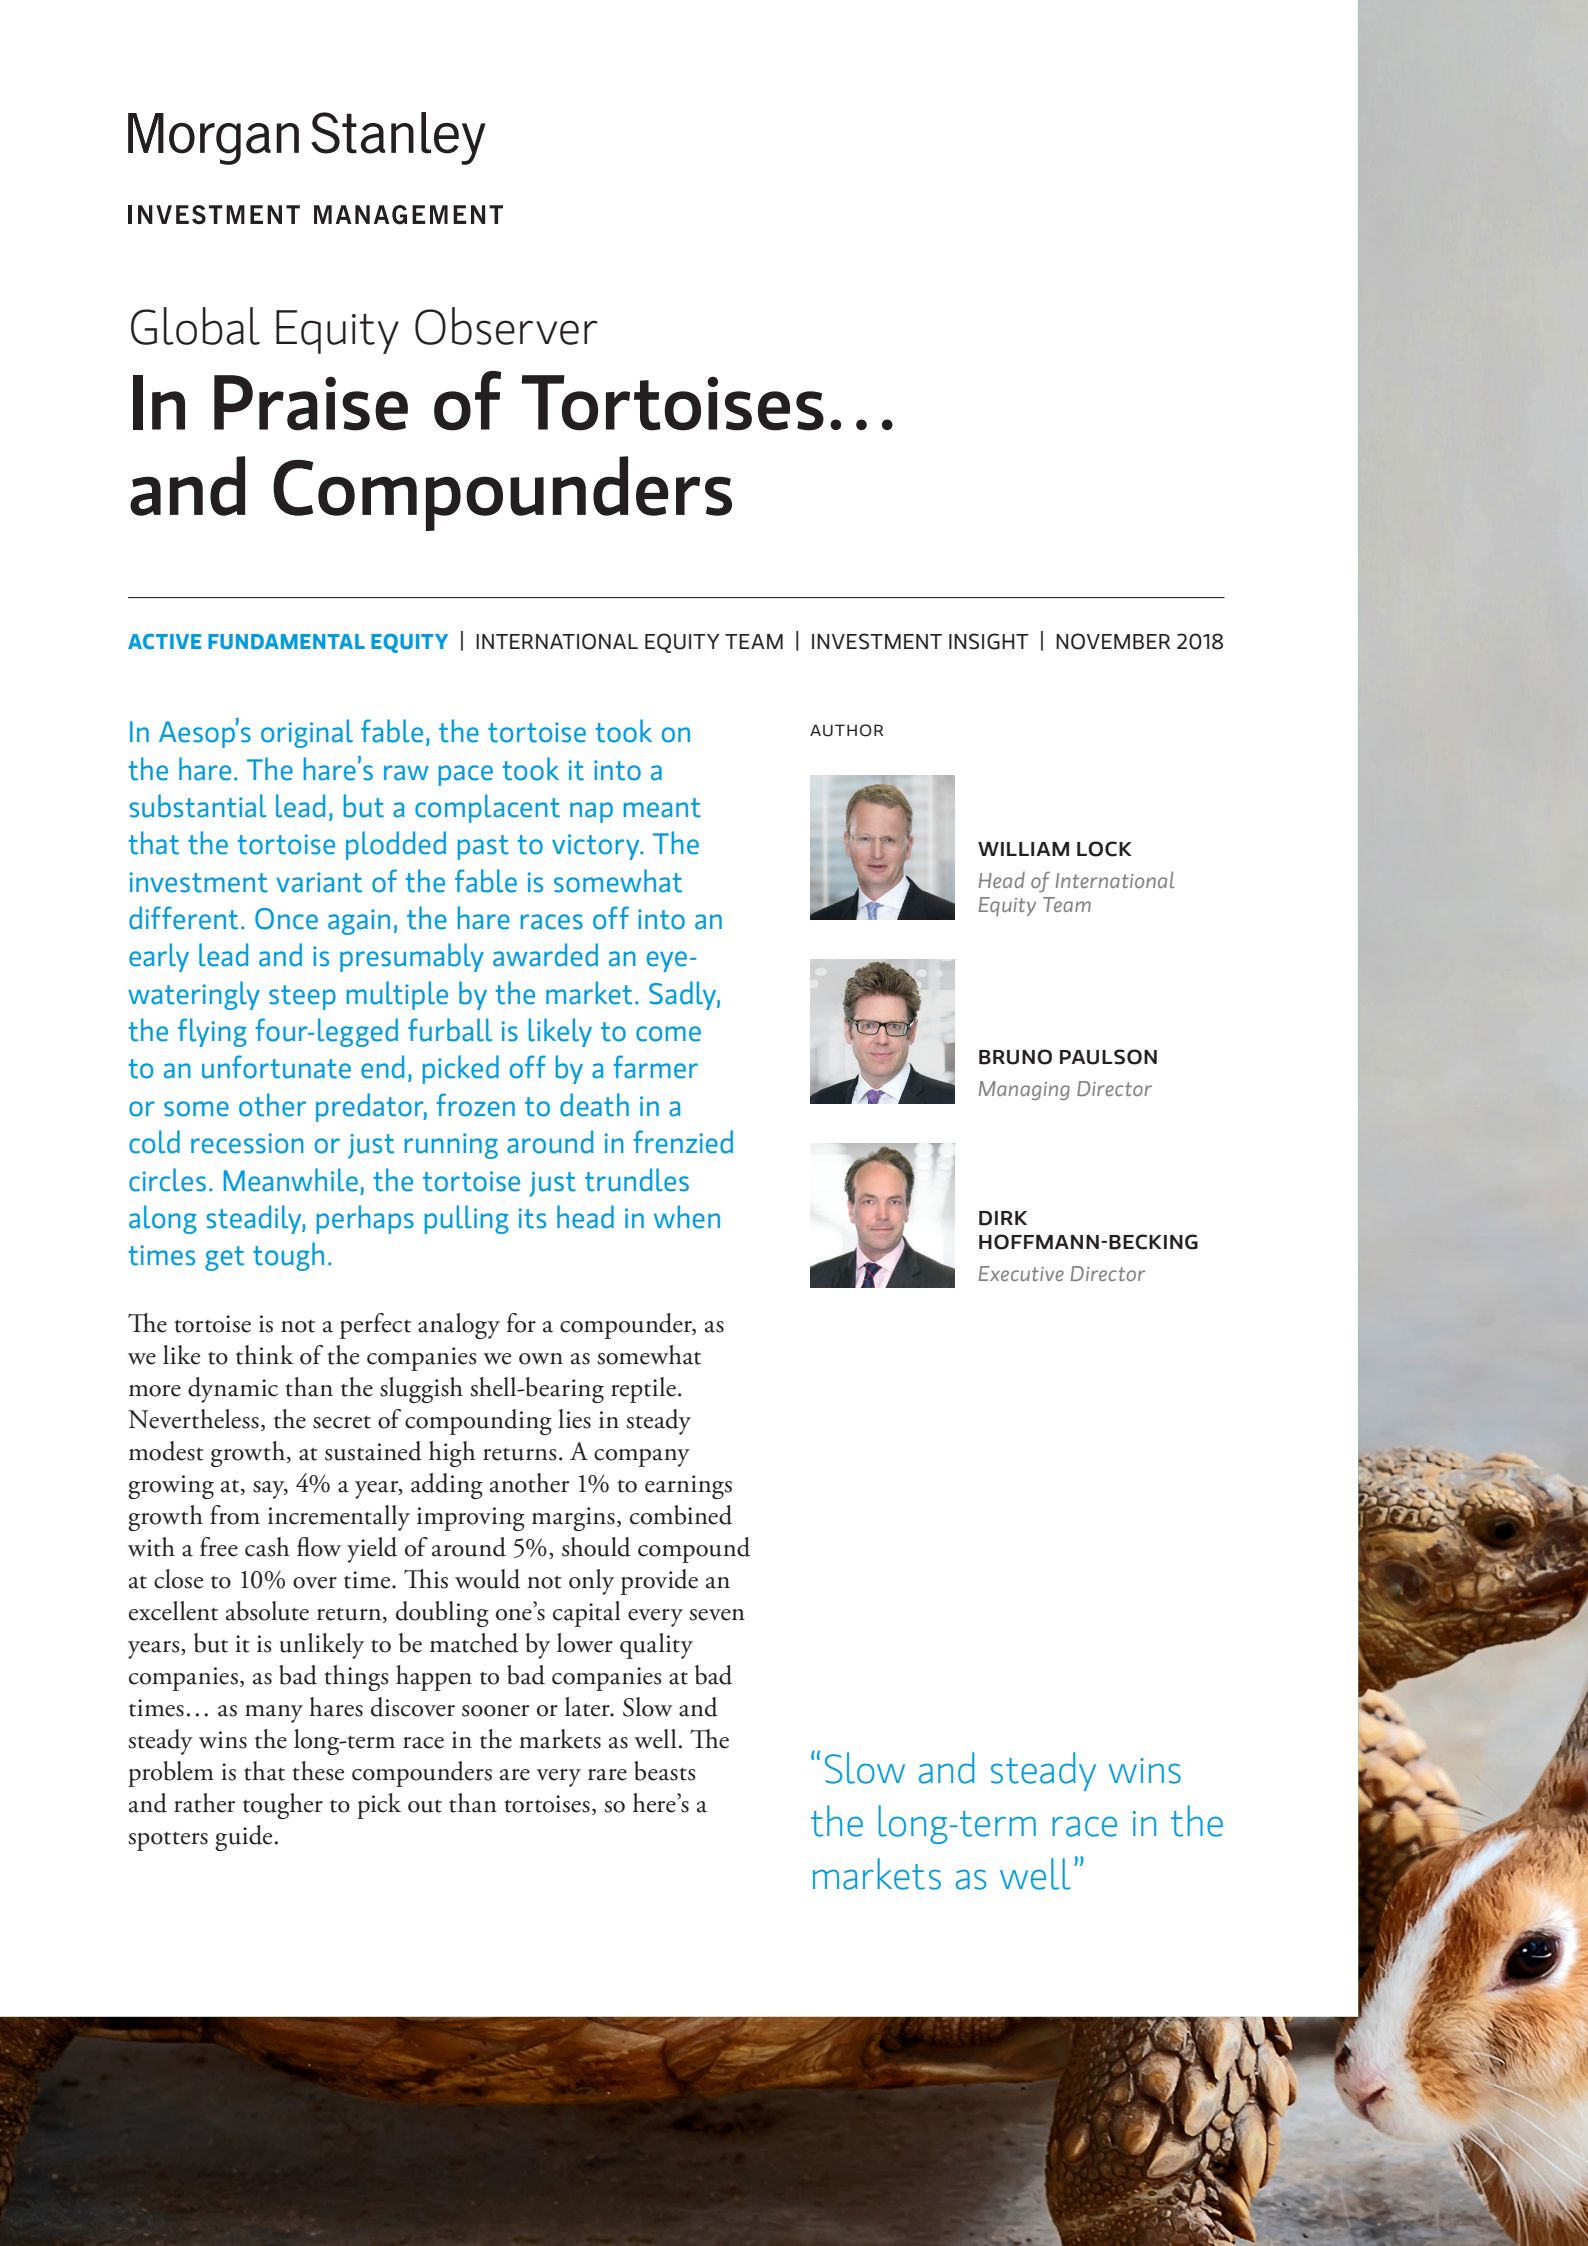 Morgan Stanley
INVESTMENT MANAGEMENT
Global Equity Observer
In Praise of Tortoises…
and Compounders
ACTIVE FUNDAMENTAL EQUITY | INTERNATIONAL EQUITY TEAM | INVESTMENT INSIGHT | NOVEMBER 2018
In Aesop’s original fable, the tortoise took on
the hare. The hare’s raw pace took it into a
substantial lead, but a complacent nap meant
that the tortoise plodded past to victory. The
investment variant of the fable is somewhat
different. Once again, the hare races off into an
early lead and is presumably awarded an eye-
wateringly steep multiple by the market. Sadly,
the flying four-legged furball is likely to come
to an unfortunate end, picked off by a farmer
or some other predator, frozen to death in a
cold recession or just running around in frenzied
circles. Meanwhile, the tortoise just trundles
along steadily, perhaps pulling its head in when
times get tough.
The tortoise is not a perfect analogy for a compounder, as
we like to think of the companies we own as somewhat
more dynamic than the sluggish shell-bearing reptile.
Nevertheless, the secret of compounding lies in steady
modest growth, at sustained high returns. A company
growing at, say, 4% a year, adding another 1% to earnings
growth from incrementally improving margins, combined
with a free cash flow yield of around 5%, should compound
at close to 10% over time. This would not only provide an
excellent absolute return, doubling one’s capital every seven
years, but it is unlikely to be matched by lower quality
companies, as bad things happen to bad companies at bad
times… as many hares discover sooner or later. Slow and
steady wins the long-term race in the markets as well. The
problem is that these compounders are very rare beasts
and rather tougher to pick out than tortoises, so here’s a
spotters guide.
AUTHOR
WILLIAM LOCK
Head of International
Equity Team
BRUNO PAULSON
Managing Director
DIRK
HOFFMANN-BECKING
Executive Director
“Slow and steady wins
the long-term race in the
markets as well”